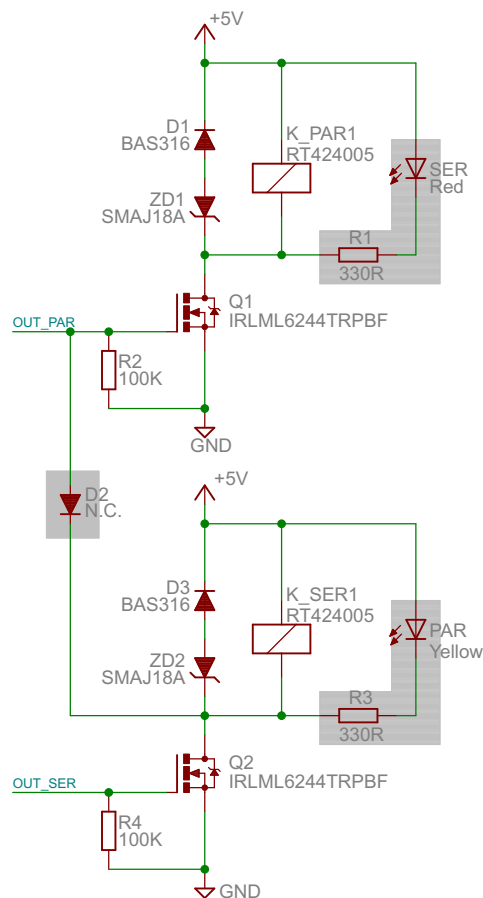 +5V
D1
BAS316
K_PAR1
RT424005
SER
Red
ZD1
SMAJ18A
R1
330R
Q1
IRLML6244TRPBF
OUT_PAR
R2
100K
GND
D2
N.C.
+5V
D3
BAS316
K_SER1
RT424005
PAR
Yellow
ZD2
SMAJ18A
R3
330R
Q2
IRLML6244TRPBF
OUT_SER
R4
100K
GND